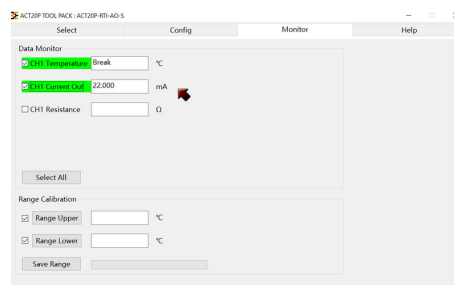 ACT20P TOOL PACK : ACT20P-RTI-AO-S
Select Config Monitor Help
Data Monitor
CH1 Temperature Break °C
CH1 Current Out 22.000 mA
CH1 Resistance Ω
Select All
Range Calibration
Range Upper °C
Range Lower °C
Save Range